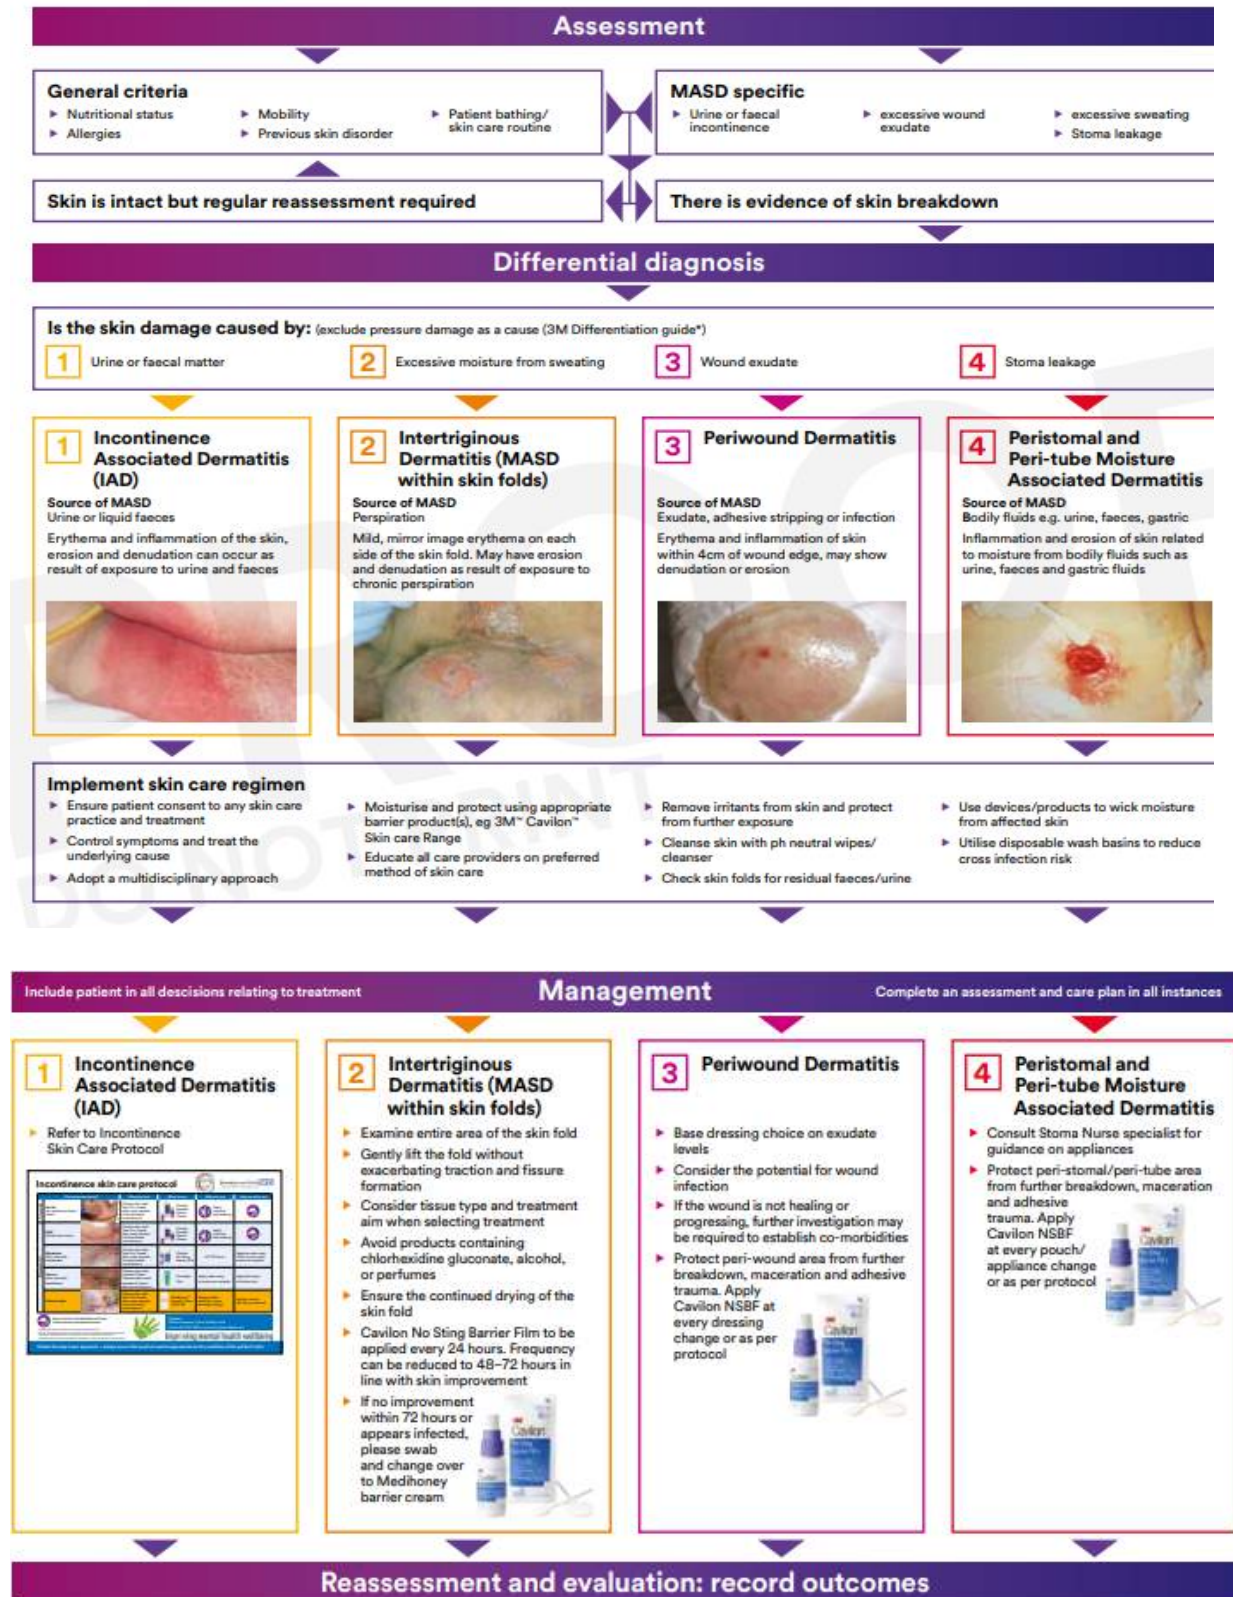 Assessment
General criteria
Nutritional status
Allergies
Mobility
Previous skin disorder
Patient bathing/
skin care routine
MASD specific
Urine or faecal
incontinence
excessive wound
exudate
excessive sweating
Stoma leakage
Skin is intact but regular reassessment required
There is evidence of skin breakdown
Differential diagnosis
Is the skin damage caused by: (exclude pressure damage as a cause (3M Differentiation guide*)
1 Urine or faecal matter
2 Excessive moisture from sweating
3 Wound exudate
4 Stoma leakage
1 Incontinence
Associated Dermatitis
(IAD)
Source of MASD
Urine or liquid faeces
Erythema and inflammation of the skin,
erosion and denudation can occur as
result of exposure to urine and faeces
2 Intertriginous
Dermatitis (MASD
within skin folds)
Source of MASD
Perspiration
Mild, mirror image erythema on each
side of the skin fold. May have erosion
and denudation as result of exposure to
chronic perspiration
3 Periwound Dermatitis
Source of MASD
Exudate, adhesive stripping or infection
Erythema and inflammation of skin
within 4cm of wound edge, may show
denudation or erosion
4 Peristomal and
Peri-tube Moisture
Associated Dermatitis
Source of MASD
Bodily fluids e.g. urine, faeces, gastric
Inflammation and erosion of skin related
to moisture from bodily fluids such as
urine, faeces and gastric fluids
PROOF
DO NOT PRINT
Implement skin care regimen
Ensure patient consent to any skin care
practice and treatment
Control symptoms and treat the
underlying cause
Adopt a multidisciplinary approach
Moisturise and protect using appropriate
barrier product(s), eg 3M™ Cavilon™
Skin care Range
Educate all care providers on preferred
method of skin care
Remove irritants from skin and protect
from further exposure
Cleanse skin with ph neutral wipes/
cleanser
Check skin folds for residual faeces/urine
Use devices/products to wick moisture
from affected skin
Utilise disposable wash basins to reduce
cross infection risk
Include patient in all descisions relating to treatment
Management
Complete an assessment and care plan in all instances
1 Incontinence
Associated Dermatitis
(IAD)
Refer to Incontinence
Skin Care Protocol
Incontinence skin care protocol
2 Intertriginous
Dermatitis (MASD
within skin folds)
Examine entire area of the skin fold
Gently lift the fold without
exacerbating traction and fissure
formation
Consider tissue type and treatment
aim when selecting treatment
Avoid products containing
chlorhexidine gluconate, alcohol,
or perfumes
Ensure the continued drying of the
skin fold
Cavilon No Sting Barrier Film to be
applied every 24 hours. Frequency
can be reduced to 48–72 hours in
line with skin improvement
If no improvement
within 72 hours or
appears infected,
please swab
and change over
to Medihoney
barrier cream
Cavilon
3 Periwound Dermatitis
Base dressing choice on exudate
levels
Consider the potential for wound
infection
If the wound is not healing or
progressing, further investigation may
be required to establish co-morbidities
Protect peri-wound area from further
breakdown, maceration and adhesive
trauma. Apply
Cavilon NSBF at
every dressing
change or as per
protocol
Cavilon
4 Peristomal and
Peri-tube Moisture
Associated Dermatitis
Consult Stoma Nurse specialist for
guidance on appliances
Protect peri-stomal/peri-tube area
from further breakdown, maceration
and adhesive
trauma. Apply
Cavilon NSBF
at every pouch/
appliance change
or as per protocol
Cavilon
Reassessment and evaluation: record outcomes